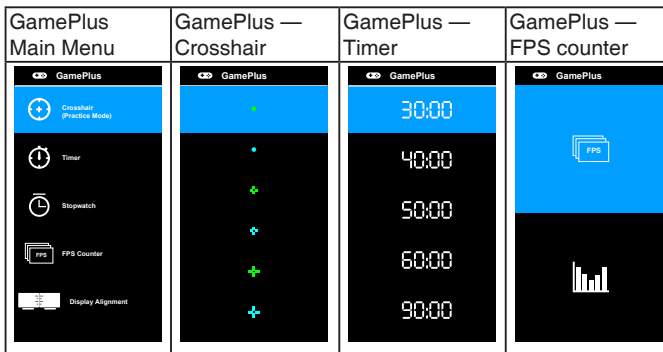 GamePlus
Main Menu
GamePlus —
Crosshair
GamePlus —
Timer
GamePlus —
FPS counter
GamePlus
Crosshair
(Practice Mode)
Timer
Stopwatch
FPS
FPS Counter
Display Alignment
GamePlus
GamePlus
30:00
40:00
50:00
60:00
90:00
GamePlus
FPS